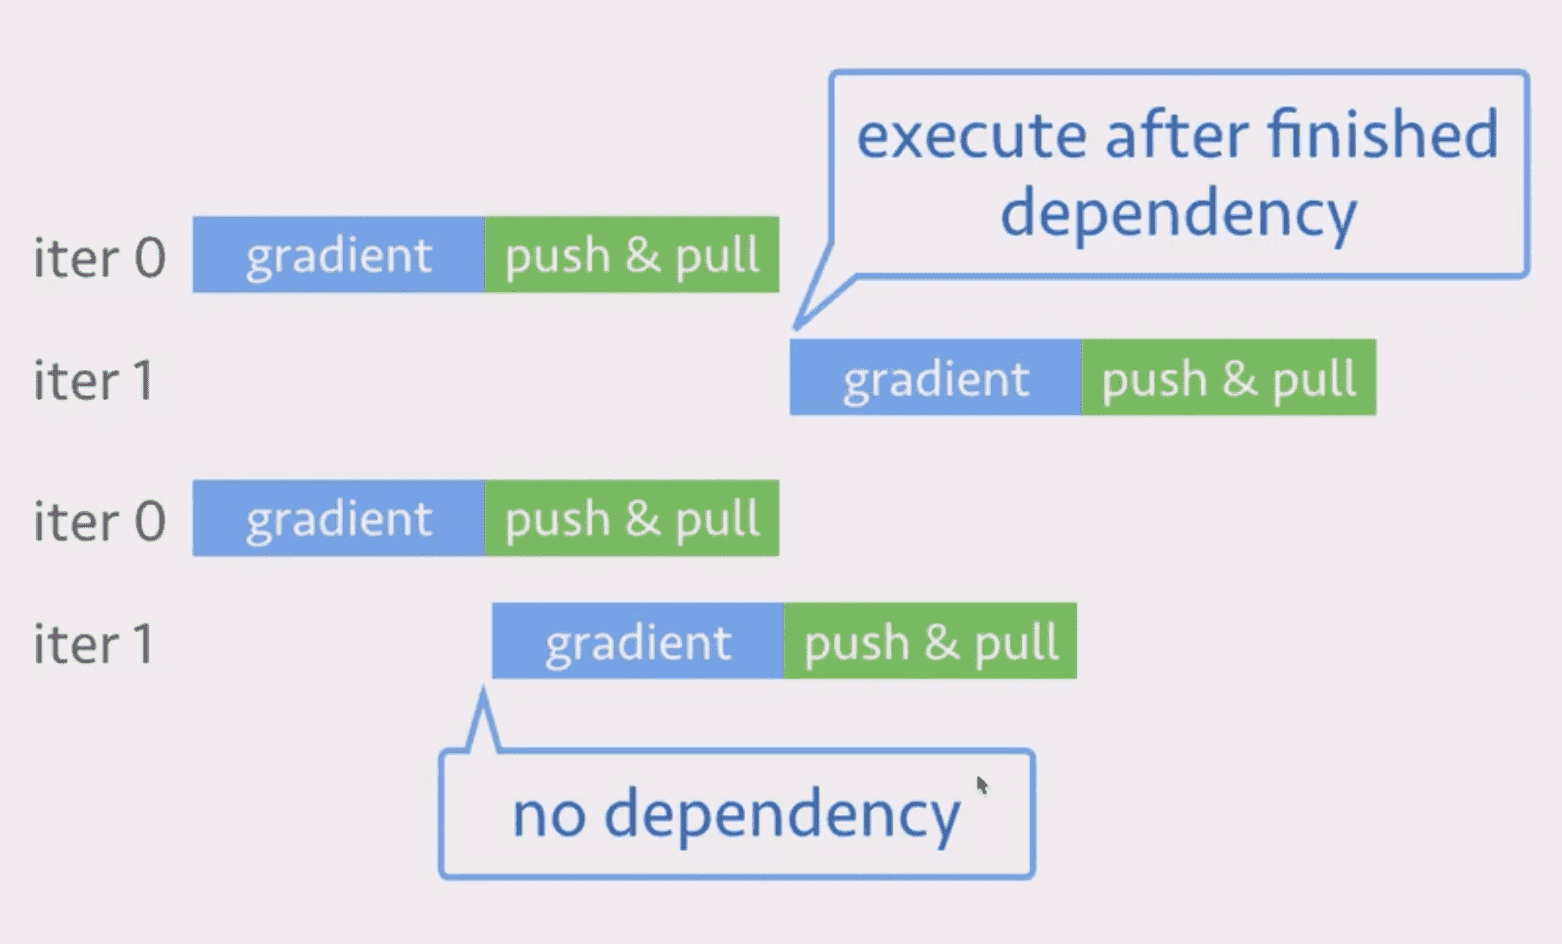 execute after finished
dependency
iter 0 gradient push & pull
iter 1 gradient push & pull
iter 0 gradient push & pull
iter 1 gradient push & pull
no dependency